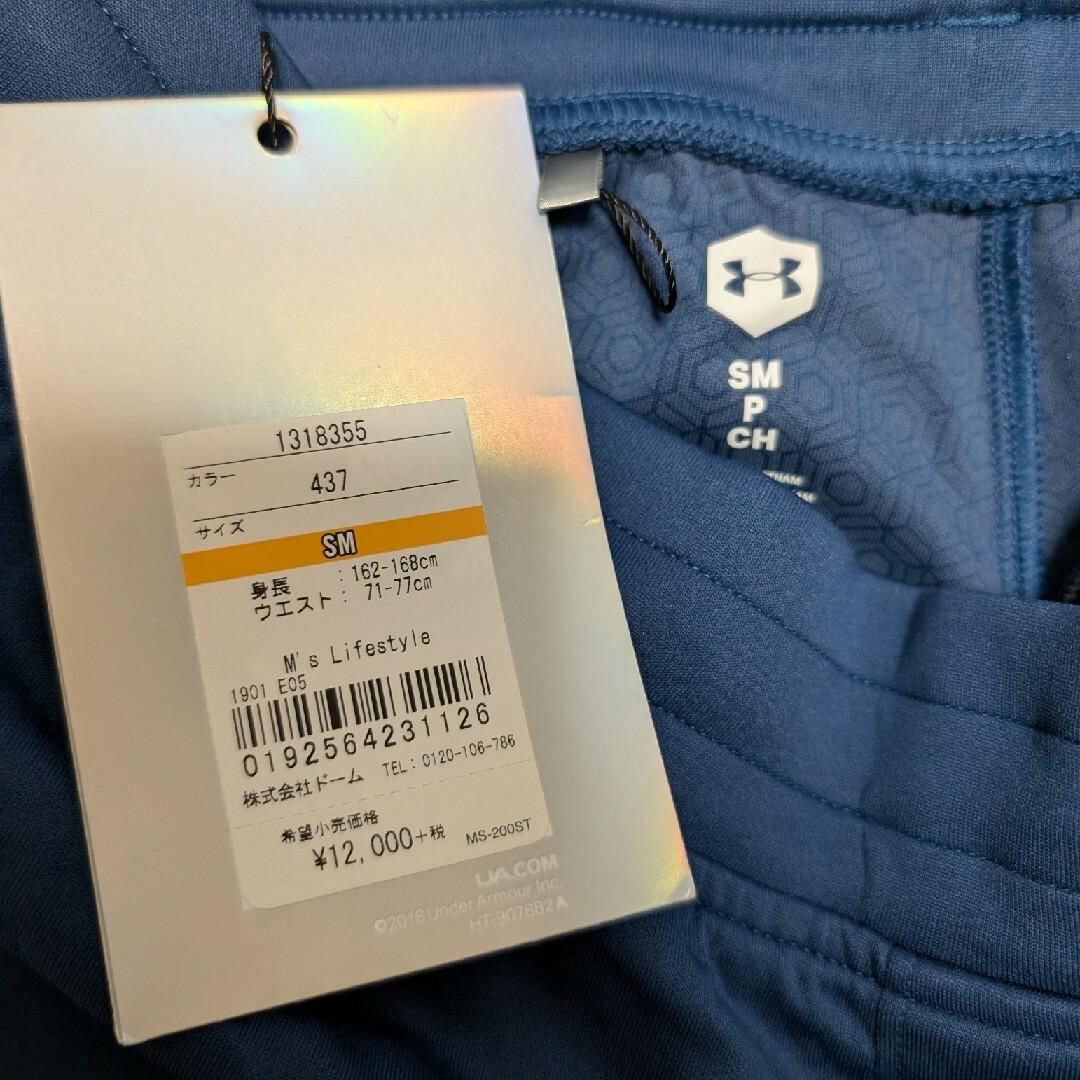 1318355
カラー
437
サイズ
SM
身長 : 162-168cm
ウエスト : 71-77cm
M's Lifestyle
1901 E05
0192564231126
株式会社ドーム TEL : 0120-106-786
希望小売価格
¥12,000+税 MS-200ST
UA.COM
©2018 Under Armour, Inc.
HT-907882A
SM
P
CH